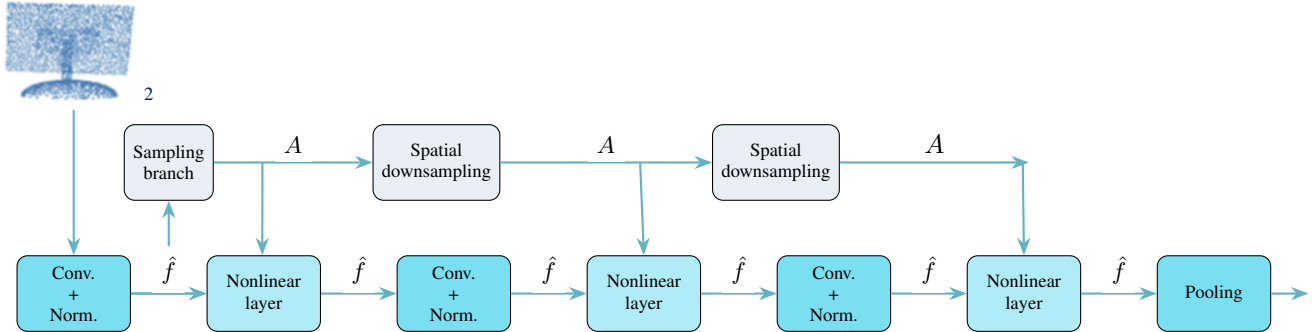 2
Sampling
branch
A
Spatial
downsampling
A
Spatial
downsampling
A
Conv.
+
Norm.
f̂
Nonlinear
layer
f̂
Conv.
+
Norm.
f̂
Nonlinear
layer
f̂
Conv.
+
Norm.
f̂
Nonlinear
layer
f̂
Pooling